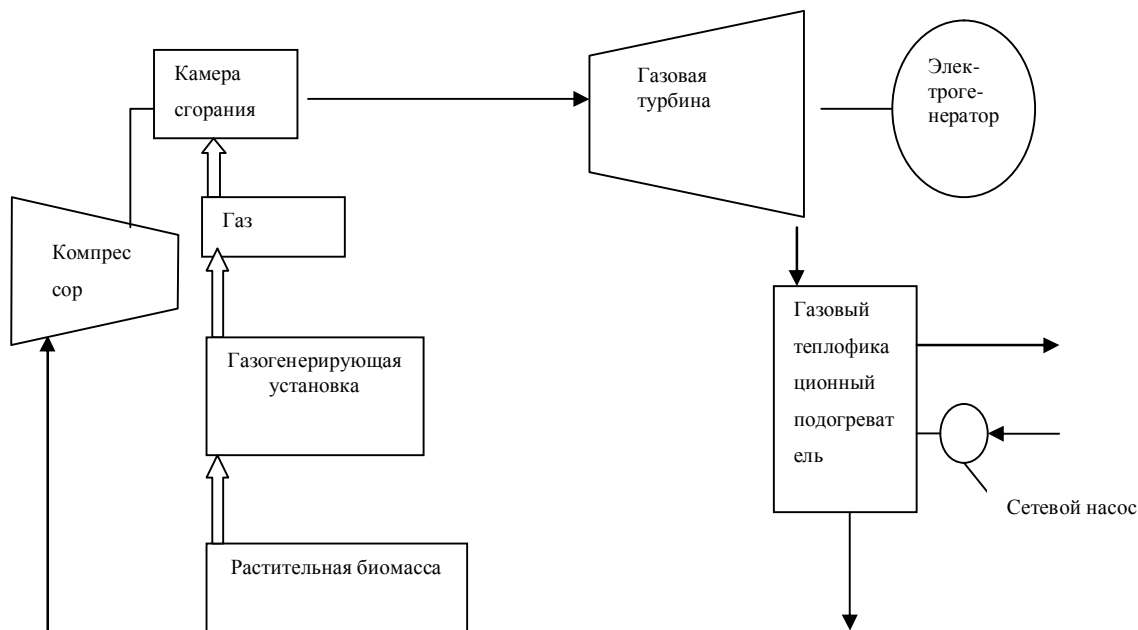 Камера
сгорания
Газовая
турбина
Элек-
трогe-
нератор
Газ
Компрес
сор
Газовый
теплофика
ционный
подогреват
ель
Газогенерирующая
установка
Сетевой насос
Растительная биомасса